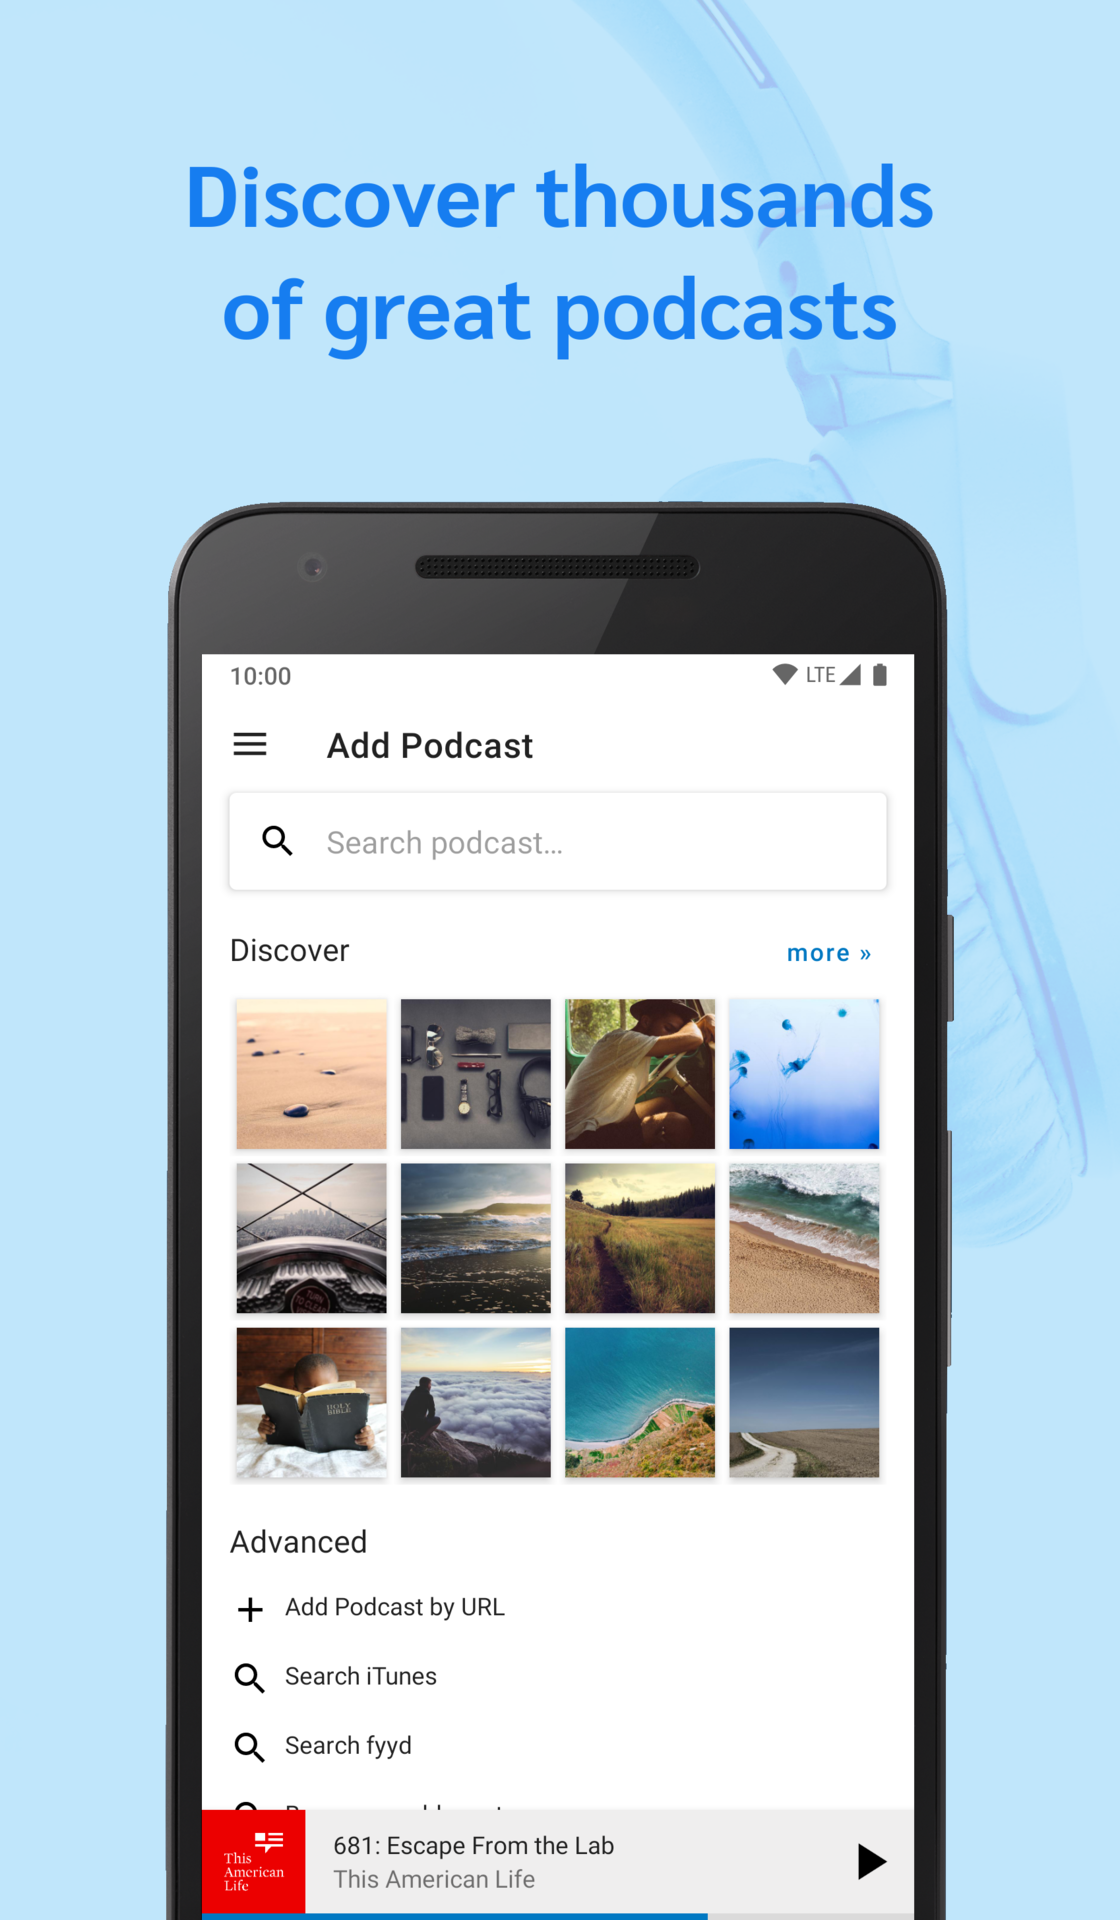 Discover thousands
of great podcasts
10:00
LTE
Add Podcast
Search podcast...
Discover
more »
HOLY
BIBLE
Advanced
Add Podcast by URL
Search iTunes
Search fyyd
This
American
Life
681: Escape From the Lab
This American Life